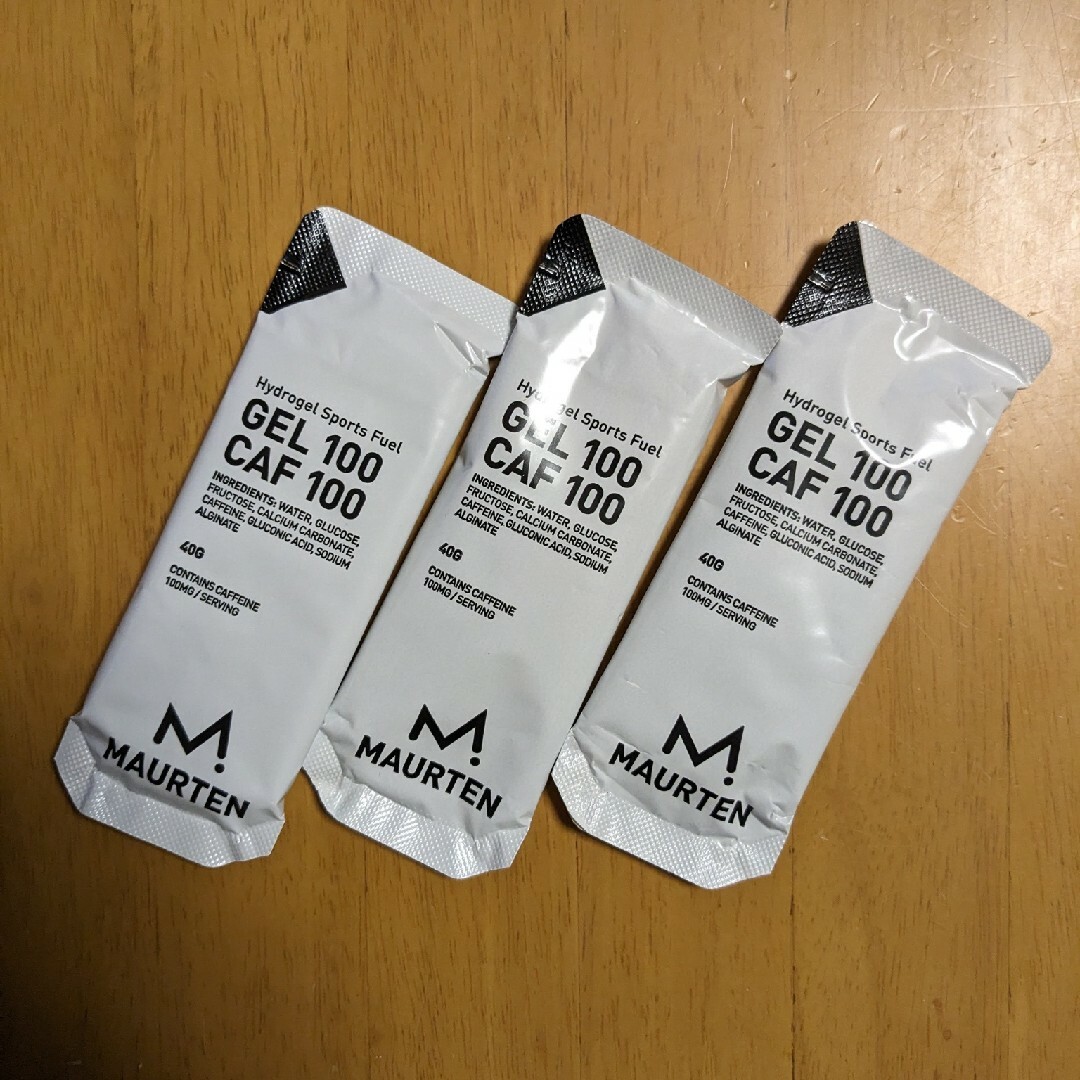 Hydrogel Sports Fuel
GEL 100
CAF 100
INGREDIENTS: WATER, GLUCOSE,
FRUCTOSE, CALCIUM CARBONATE,
CAFFEINE, GLUCONIC ACID, SODIUM
ALGINATE
40G
CONTAINS CAFFEINE
100MG / SERVING
M.
MAURTEN
Hydrogel Sports Fuel
GEL 100
CAF 100
INGREDIENTS: WATER, GLUCOSE,
FRUCTOSE, CALCIUM CARBONATE,
CAFFEINE, GLUCONIC ACID, SODIUM
ALGINATE
40G
CONTAINS CAFFEINE
100MG / SERVING
M.
MAURTEN
Hydrogel Sports Fuel
GEL 100
CAF 100
INGREDIENTS: WATER, GLUCOSE,
FRUCTOSE, CALCIUM CARBONATE,
CAFFEINE, GLUCONIC ACID, SODIUM
ALGINATE
40G
CONTAINS CAFFEINE
100MG / SERVING
M.
MAURTEN